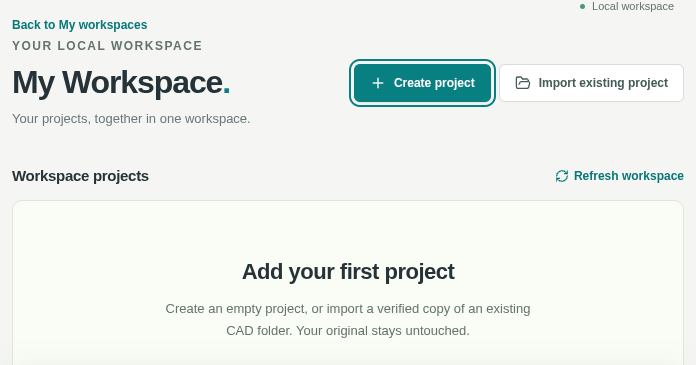 Local workspace
Back to My workspaces
YOUR LOCAL WORKSPACE
My Workspace.
Create project
Import existing project
Your projects, together in one workspace.
Workspace projects
Refresh workspace
Add your first project
Create an empty project, or import a verified copy of an existing
CAD folder. Your original stays untouched.